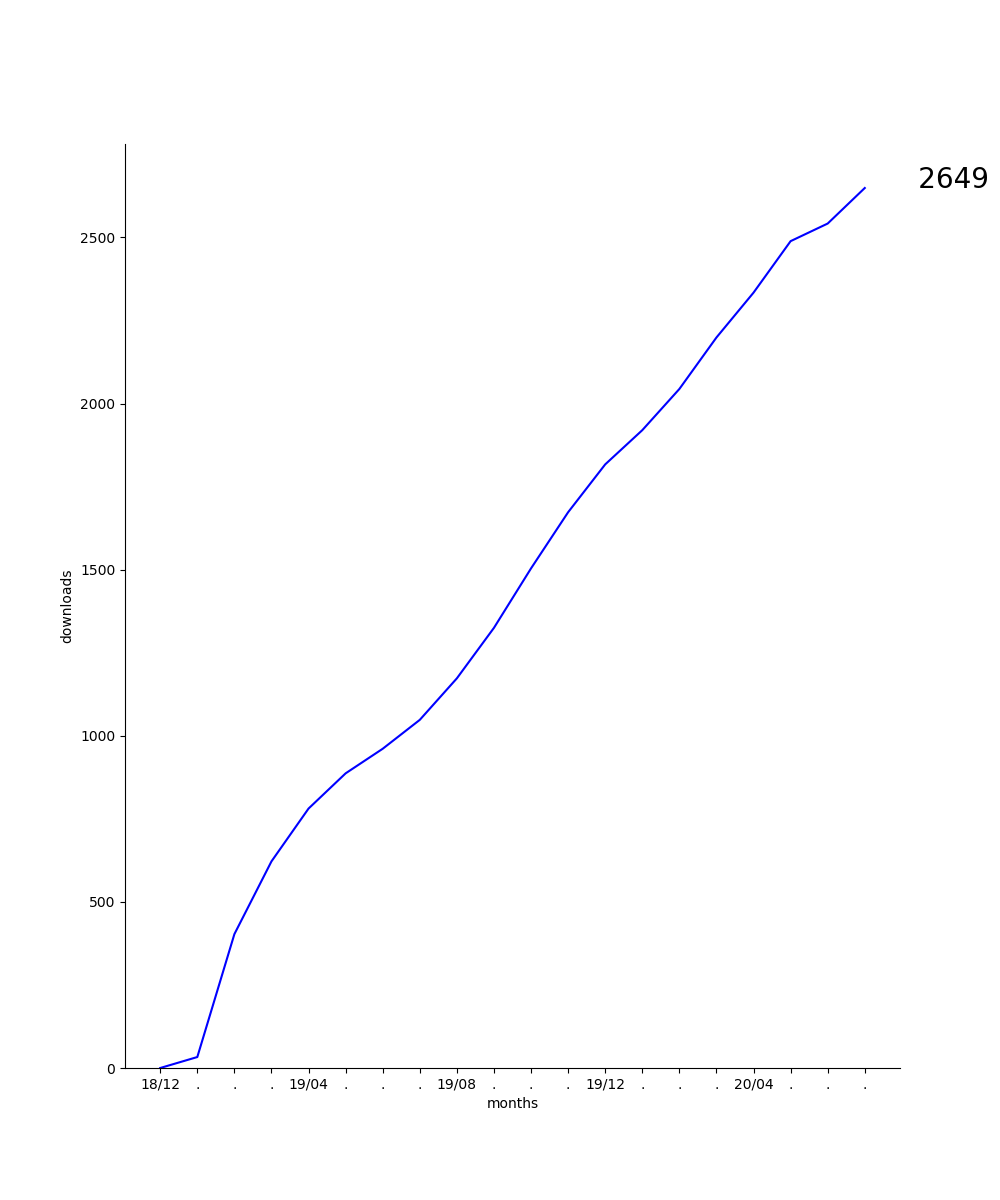 2649
2500
2000
1500
1000
500
0
downloads
18/12 . . . 19/04 . . . 19/08 . . . 19/12 . . . 20/04 . . .
months